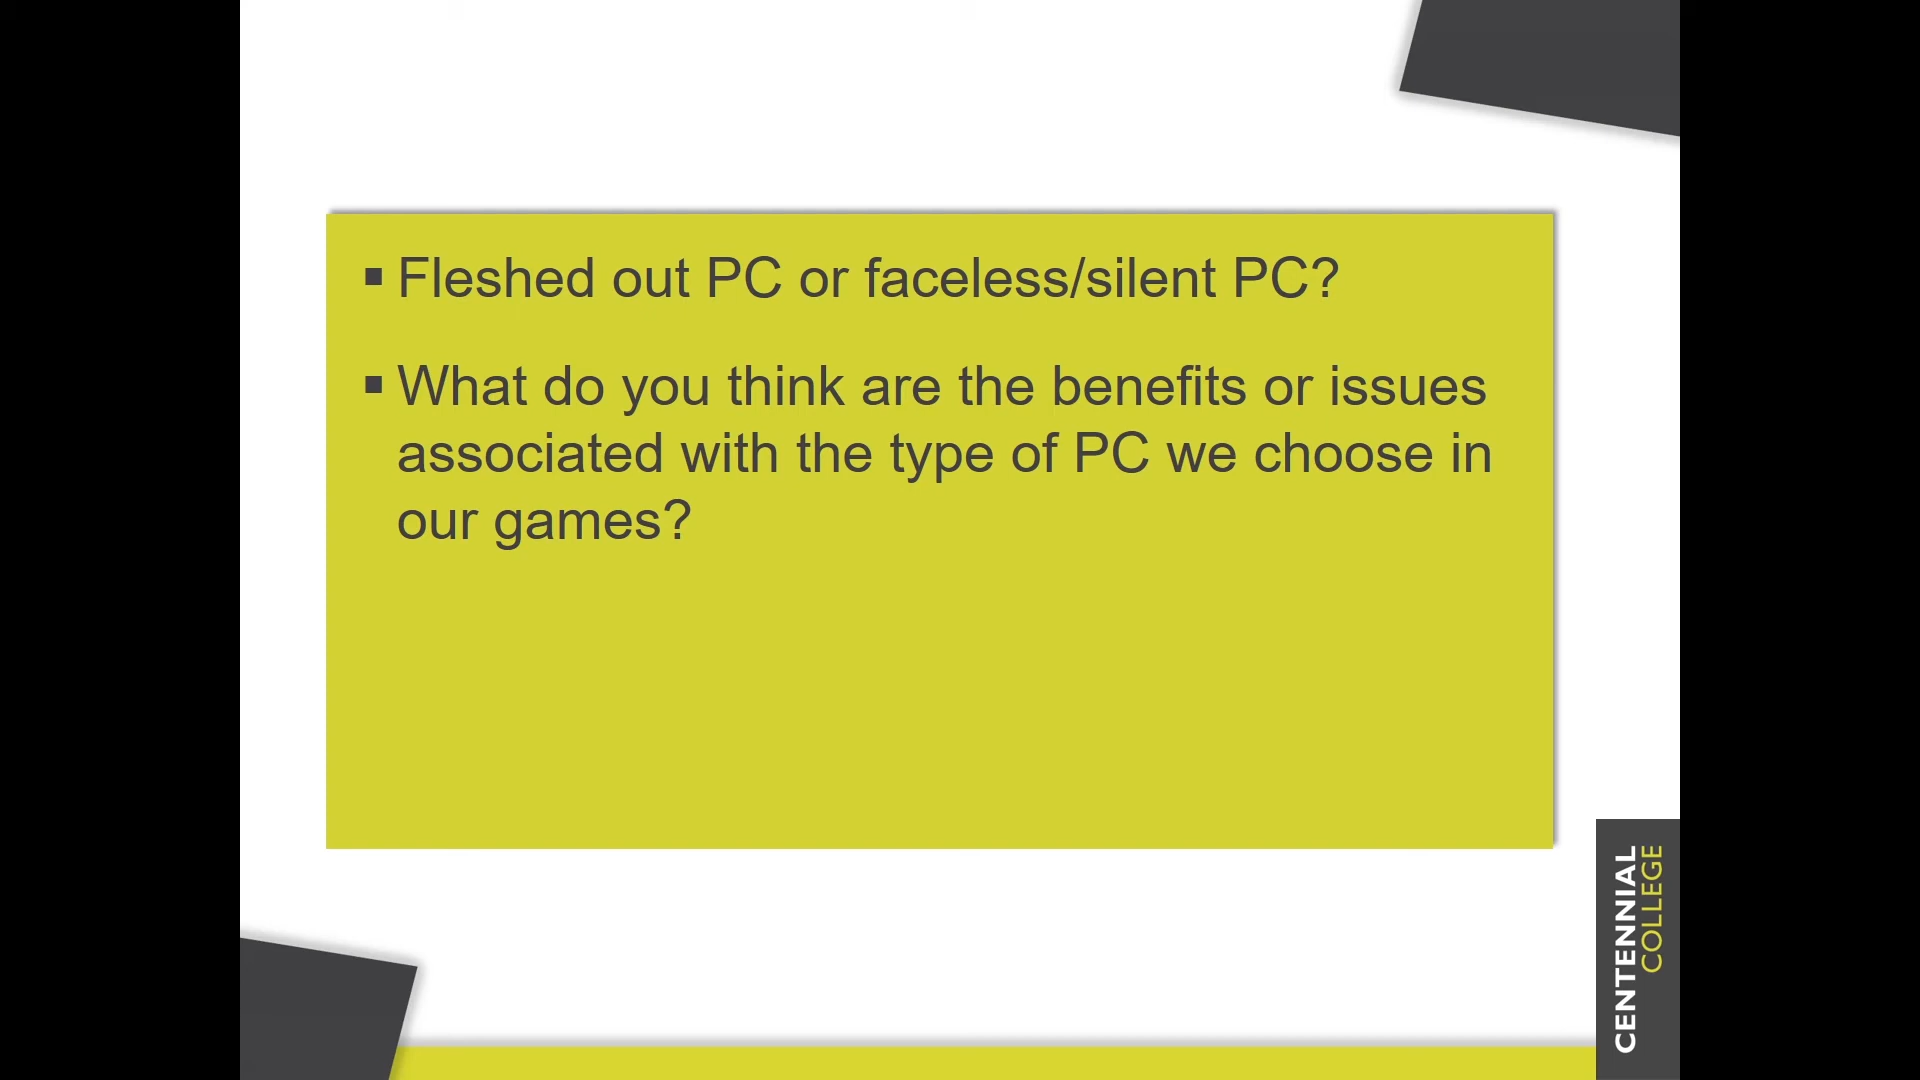 ▪ Fleshed out PC or faceless/silent PC?
▪ What do you think are the benefits or issues
associated with the type of PC we choose in
our games?
CENTENNIAL
COLLEGE